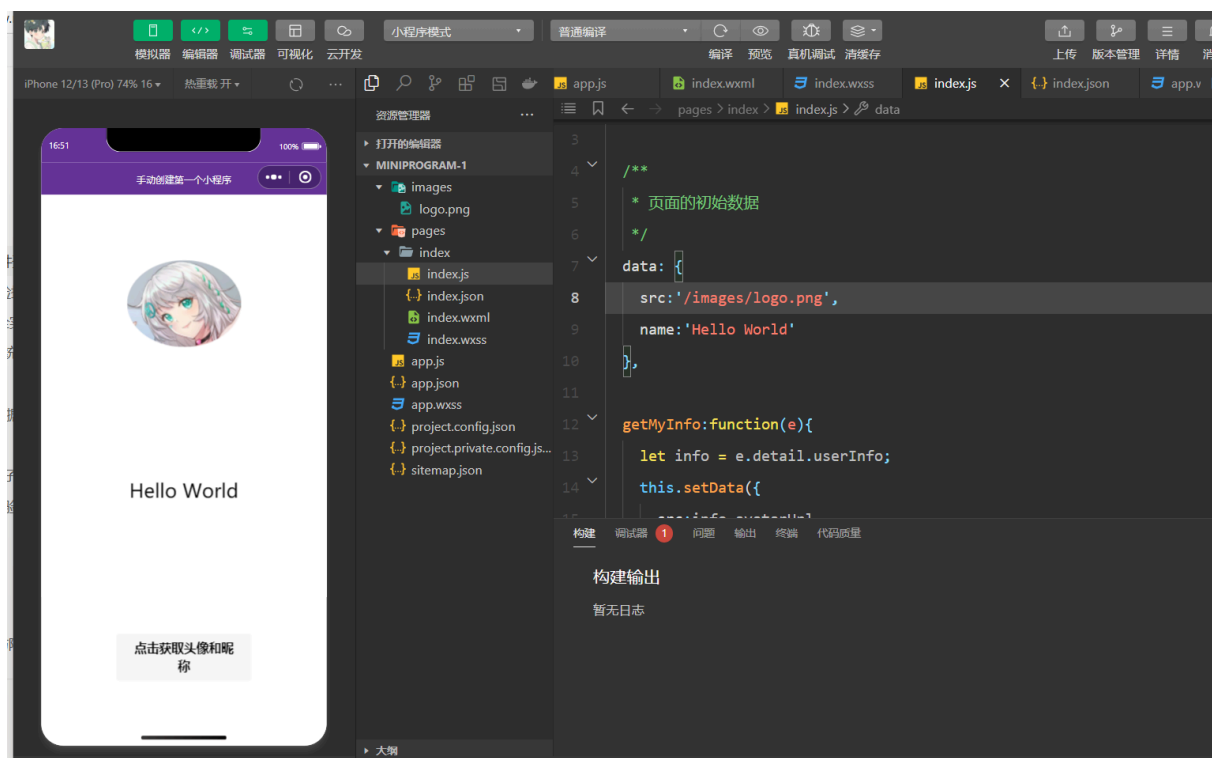 小程序模式
普通编译
模拟器 编辑器 调试器 可视化 云开发
编译 预览 真机调试 清缓存
上传 版本管理 详情
iPhone 12/13 (Pro) 74% 16
热重载 开
app.js
index.wxml
index.wxss
index.js
index.json
pages > index > index.js > data
资源管理器
打开的编辑器
MINIPROGRAM-1
images
logo.png
pages
index
index.js
index.json
index.wxml
index.wxss
app.js
app.json
app.wxss
project.config.json
project.private.config.js...
sitemap.json
大纲
16:51
100%
手动创建第一个小程序
Hello World
点击获取头像和昵
称
3
4 /**
5 * 页面的初始数据
6 */
7 data: {
8 src:'/images/logo.png',
9 name:'Hello World'
10 },
11
12 getMyInfo:function(e){
13 let info = e.detail.userInfo;
14 this.setData({
构建 调试器 1 问题 输出 终端 代码质量
构建输出
暂无日志